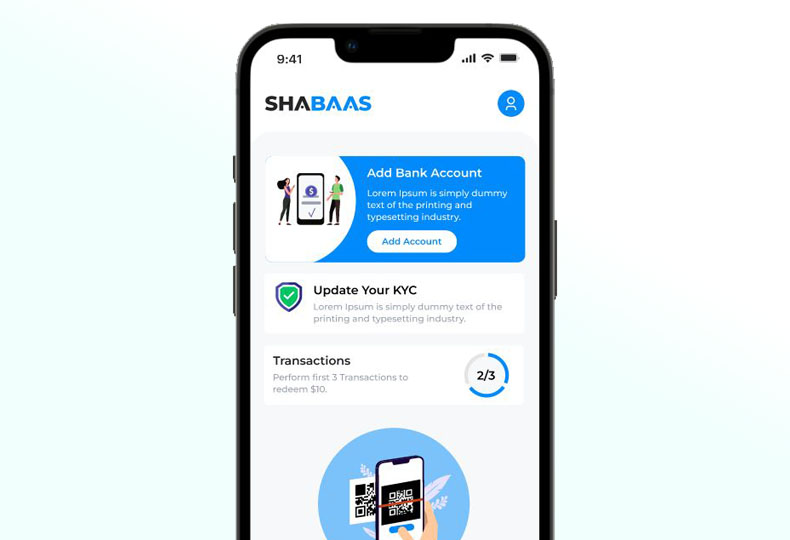 9:41
SHABAAS
Add Bank Account
Lorem Ipsum is simply dummy
text of the printing and
typesetting industry.
Add Account
Update Your KYC
Lorem Ipsum is simply dummy text of the
printing and typesetting industry.
Transactions
Perform first 3 Transactions to
redeem $10.
2/3